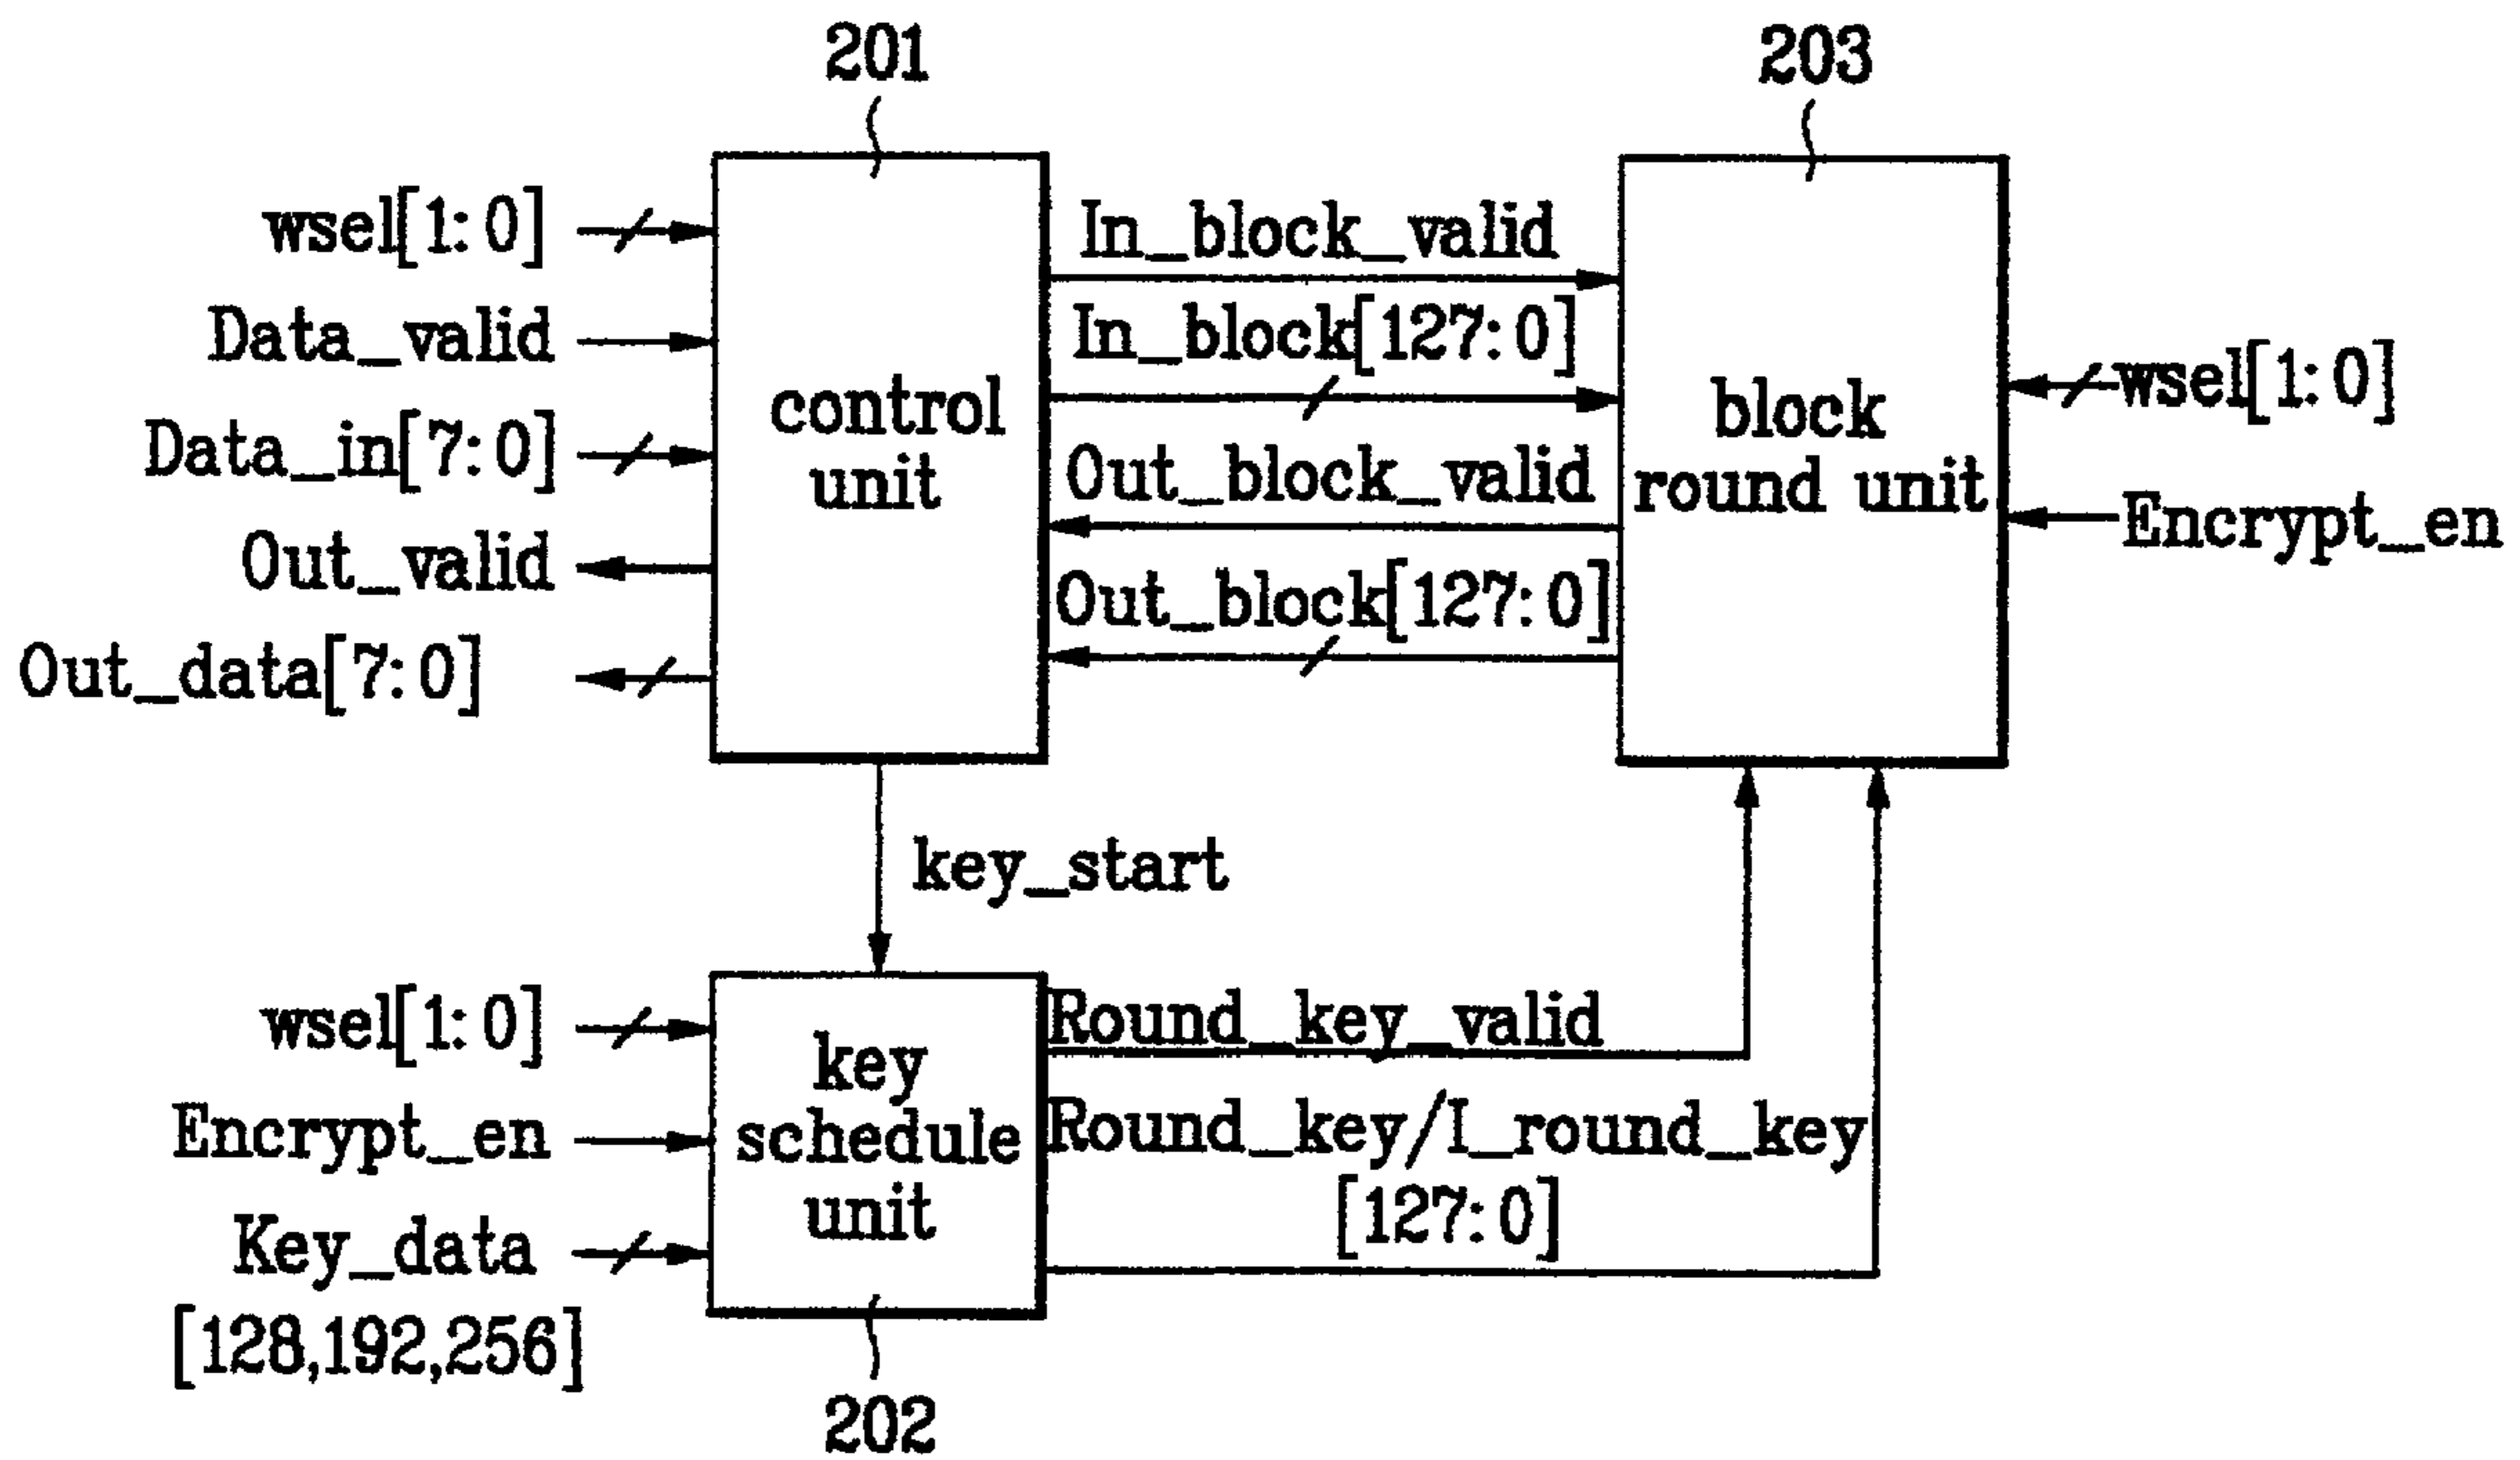 201
203
wsel[1:0]
Data_valid
Data_in[7:0]
Out_valid
Out_data[7:0]
control
unit
In_block_valid
In_block[127:0]
Out_block_valid
Out_block[127:0]
block
round unit
wsel[1:0]
Encrypt_en
key_start
wsel[1:0]
Encrypt_en
Key_data
[128,192,256]
key
schedule
unit
Round_key_valid
Round_key/I_round_key
[127:0]
202